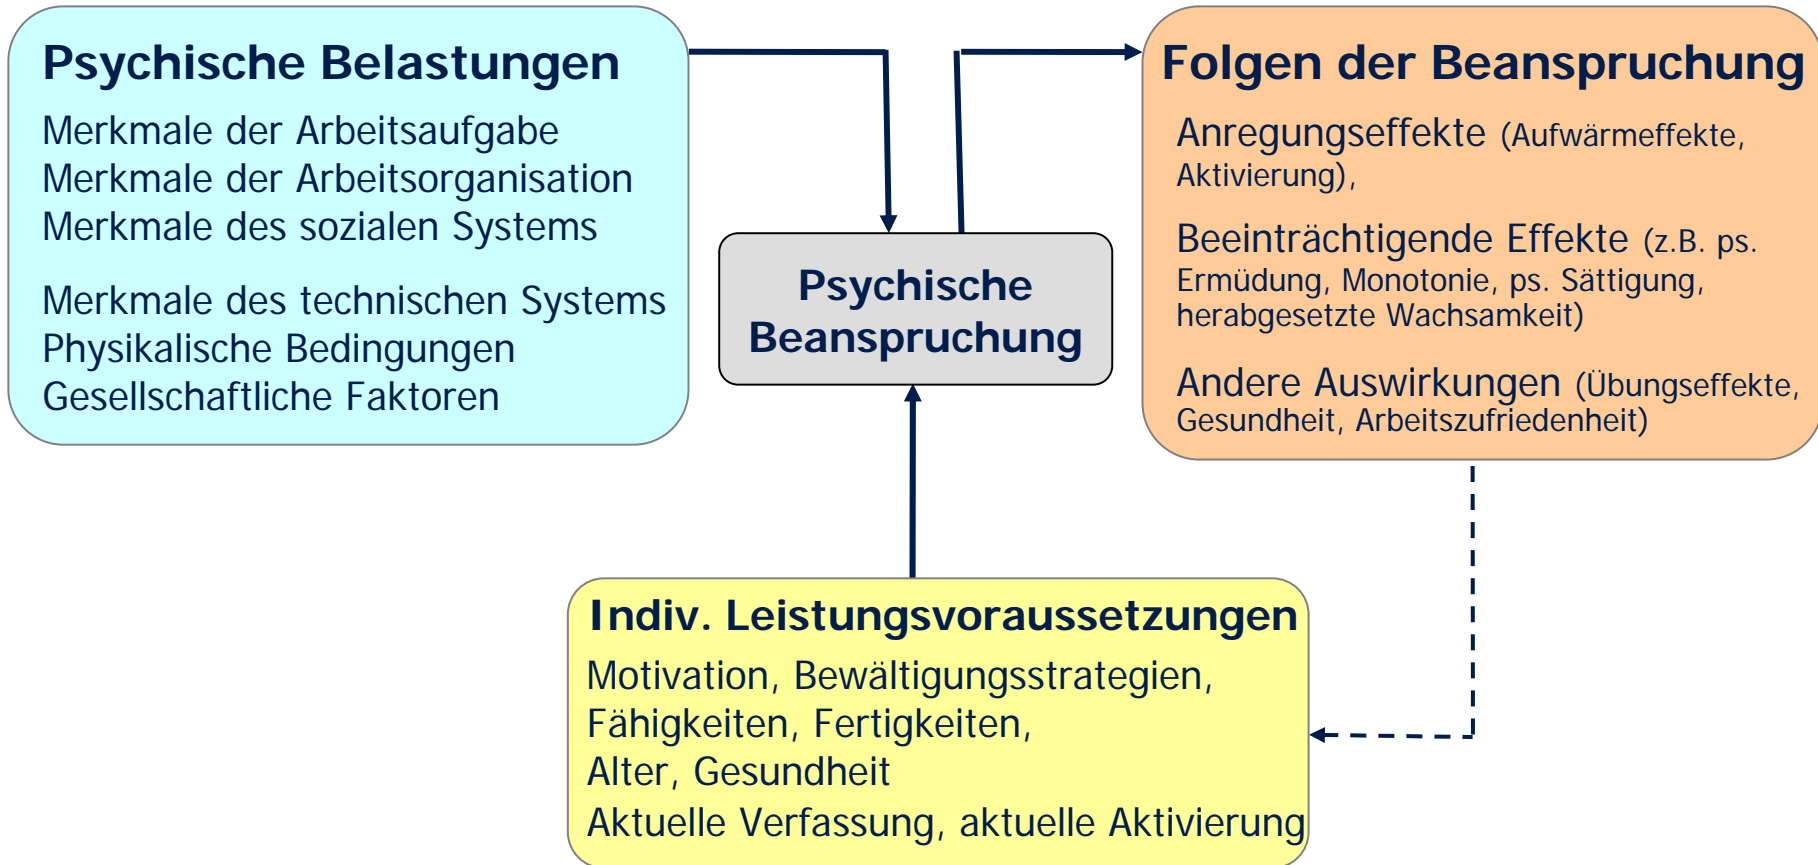 Psychische Belastungen
Merkmale der Arbeitsaufgabe
Merkmale der Arbeitsorganisation
Merkmale des sozialen Systems
Merkmale des technischen Systems
Physikalische Bedingungen
Gesellschaftliche Faktoren
Psychische
Beanspruchung
Folgen der Beanspruchung
Anregungseffekte (Aufwärmeffekte,
Aktivierung),
Beeinträchtigende Effekte (z.B. ps.
Ermüdung, Monotonie, ps. Sättigung,
herabgesetzte Wachsamkeit)
Andere Auswirkungen (Übungseffekte,
Gesundheit, Arbeitszufriedenheit)
Indiv. Leistungsvoraussetzungen
Motivation, Bewältigungsstrategien,
Fähigkeiten, Fertigkeiten,
Alter, Gesundheit
Aktuelle Verfassung, aktuelle Aktivierung